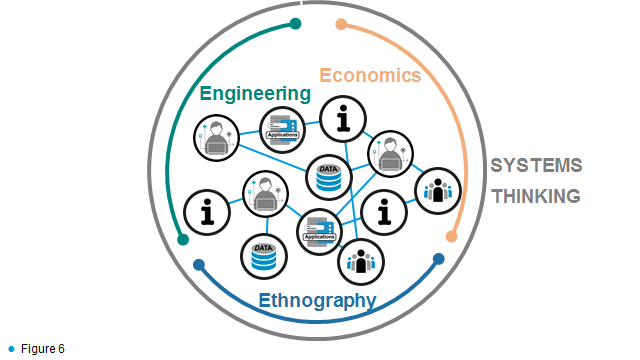 Economics
Engineering
Applications
i
DATA
SYSTEMS
THINKING
i
i
Applications
DATA
Ethnography
Figure 6